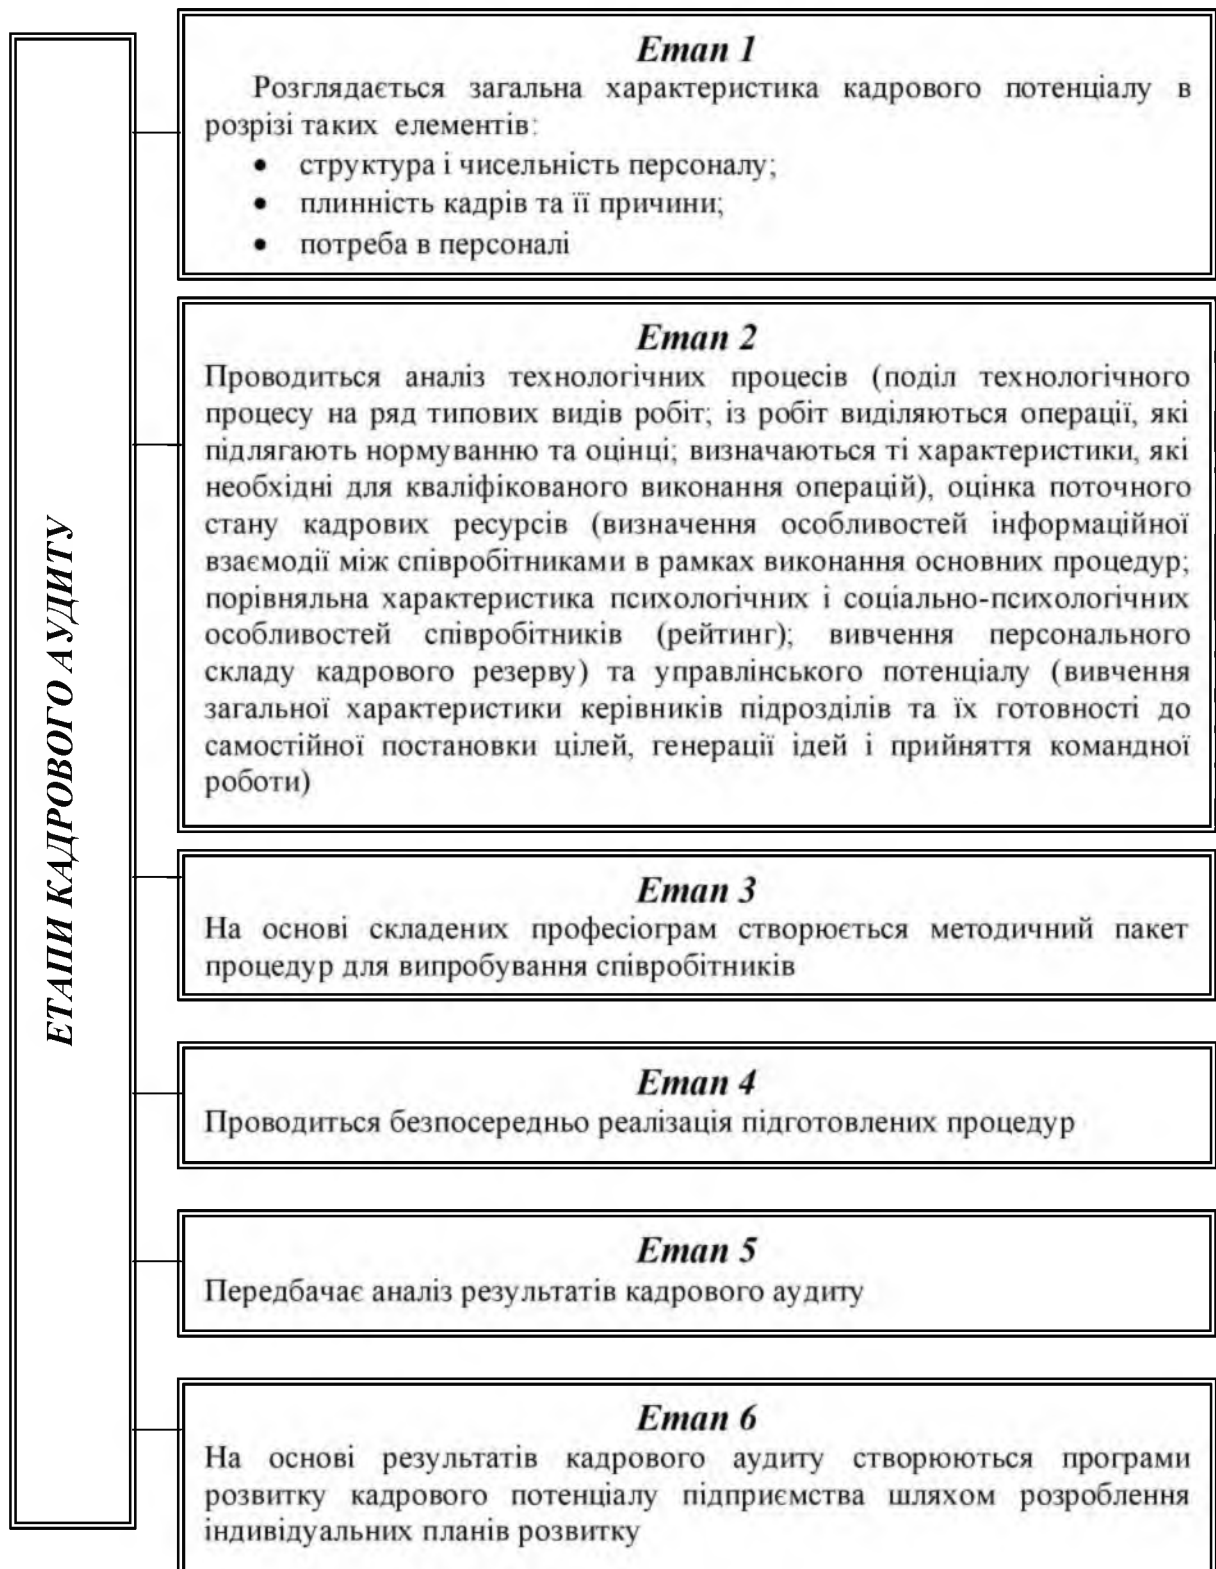 ЕТАПИ КАДРОВОГО АУДИТУ
Етап 1
Розглядається загальна характеристика кадрового потенціалу в
розрізі таких елементів:
• структура і чисельність персоналу;
• плинність кадрів та її причини;
• потреба в персоналі
Етап 2
Проводиться аналіз технологічних процесів (поділ технологічного
процесу на ряд типових видів робіт; із робіт виділяються операції, які
підлягають нормуванню та оцінці; визначаються ті характеристики, які
необхідні для кваліфікованого виконання операцій), оцінка поточного
стану кадрових ресурсів (визначення особливостей інформаційної
взаємодії між співробітниками в рамках виконання основних процедур;
порівняльна характеристика психологічних і соціально-психологічних
особливостей співробітників (рейтинг); вивчення персонального
складу кадрового резерву) та управлінського потенціалу (вивчення
загальної характеристики керівників підрозділів та їх готовності до
самостійної постановки цілей, генерації ідей і прийняття командної
роботи)
Етап 3
На основі складених професіограм створюється методичний пакет
процедур для випробування співробітників
Етап 4
Проводиться безпосередньо реалізація підготовлених процедур
Етап 5
Передбачає аналіз результатів кадрового аудиту
Етап 6
На основі результатів кадрового аудиту створюються програми
розвитку кадрового потенціалу підприємства шляхом розроблення
індивідуальних планів розвитку